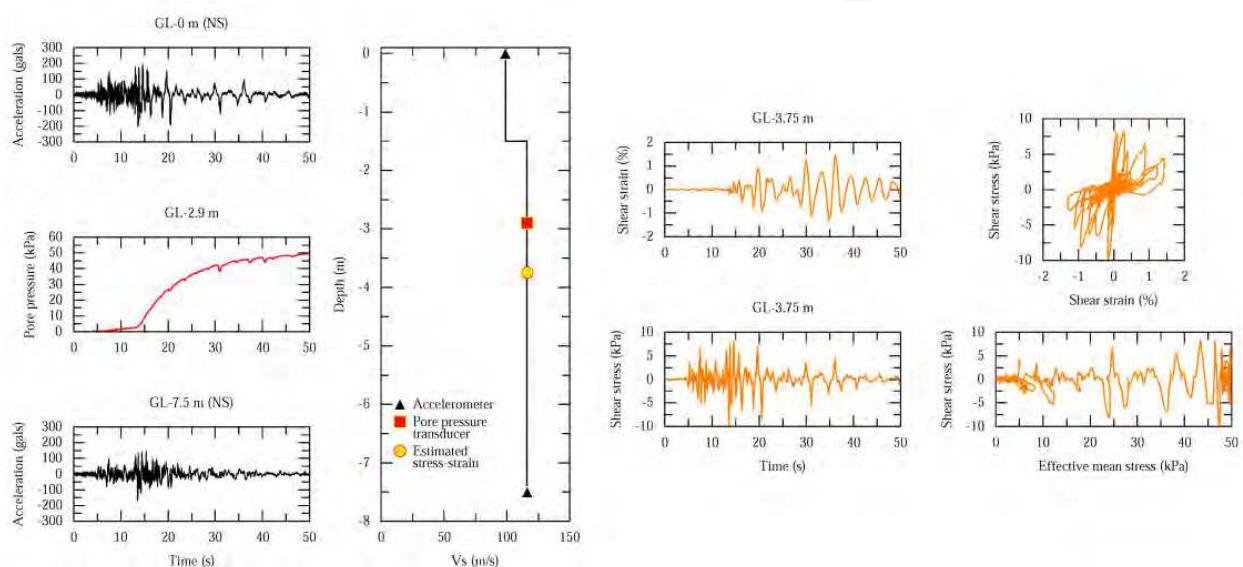 GL-0 m (NS)
Acceleration (gals)
300
200
100
0
-100
-200
-300
0 10 20 30 40 50
GL-2.9 m
Pore pressure (kPa)
60
50
40
30
20
10
0
0 10 20 30 40 50
GL-7.5 m (NS)
Acceleration (gals)
300
200
100
0
-100
-200
-300
0 10 20 30 40 50
Time (s)
Depth (m)
0
-1
-2
-3
-4
-5
-6
-7
-8
Accelerometer
Pore pressure
transducer
Estimated
stress-strain
0 50 100 150
Vs (m/s)
GL-3.75 m
Shear strain (%)
2
1
0
-1
-2
0 10 20 30 40 50
GL-3.75 m
Shear stress (kPa)
10
5
0
-5
-10
0 10 20 30 40 50
Time (s)
Shear stress (kPa)
10
5
0
-5
-10
-2 -1 0 1 2
Shear strain (%)
Shear stress (kPa)
10
5
0
-5
-10
0 10 20 30 40 50
Effective mean stress (kPa)